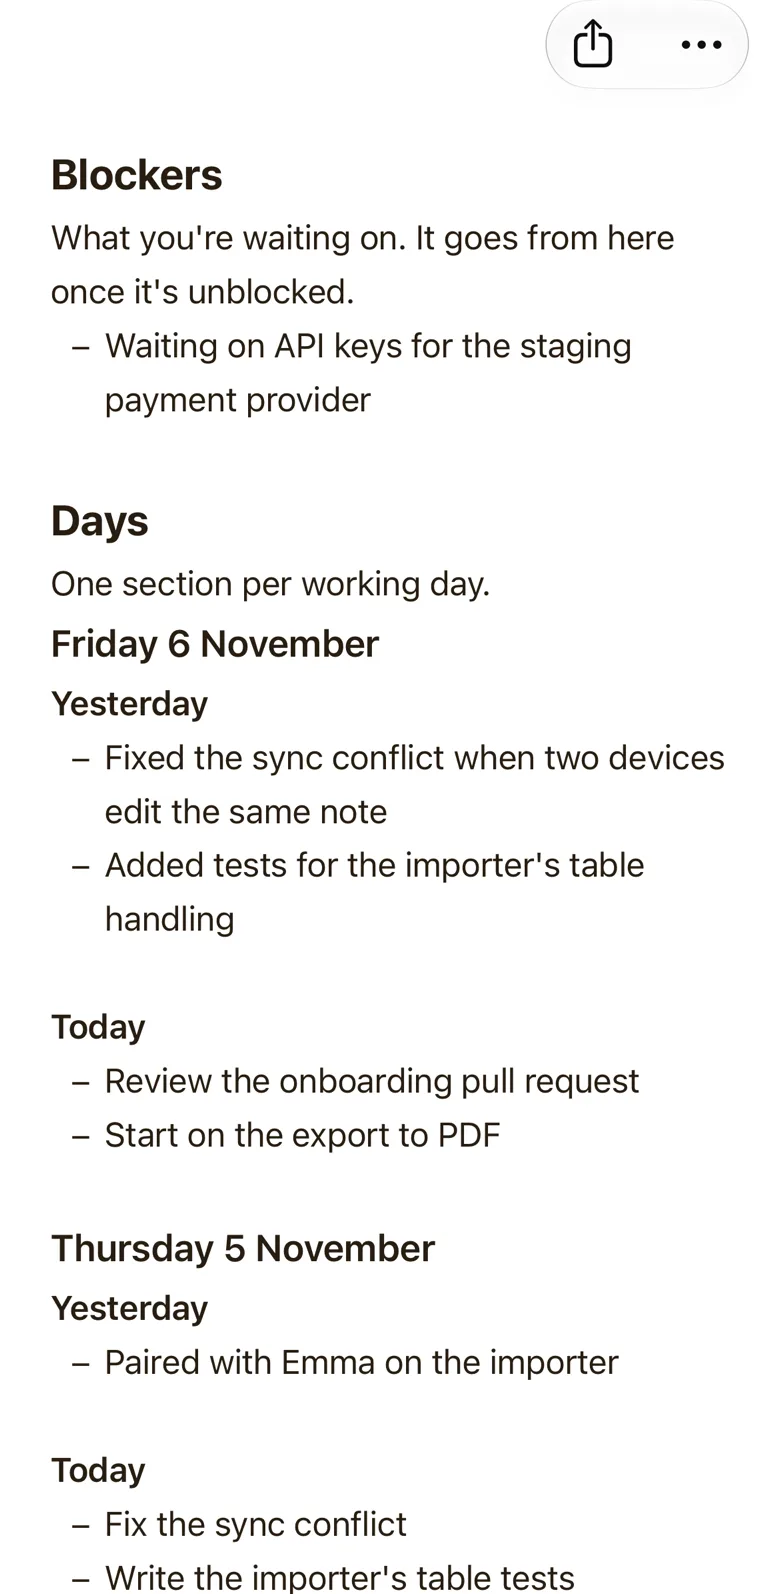 Blockers
What you're waiting on. It goes from here
once it's unblocked.
– Waiting on API keys for the staging
payment provider
Days
One section per working day.
Friday 6 November
Yesterday
– Fixed the sync conflict when two devices
edit the same note
– Added tests for the importer's table
handling
Today
– Review the onboarding pull request
– Start on the export to PDF
Thursday 5 November
Yesterday
– Paired with Emma on the importer
Today
– Fix the sync conflict
– Write the importer's table tests